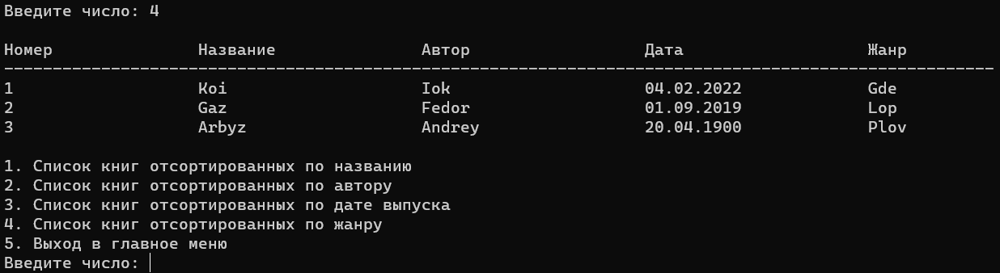 Введите число: 4
Номер Название Автор Дата Жанр
------------------------------------------------------------------------------------------------------
1 Koi Iok 04.02.2022 Gde
2 Gaz Fedor 01.09.2019 Lop
3 Arbyz Andrey 20.04.1900 Plov
1. Список книг отсортированных по названию
2. Список книг отсортированных по автору
3. Список книг отсортированных по дате выпуска
4. Список книг отсортированных по жанру
5. Выход в главное меню
Введите число: